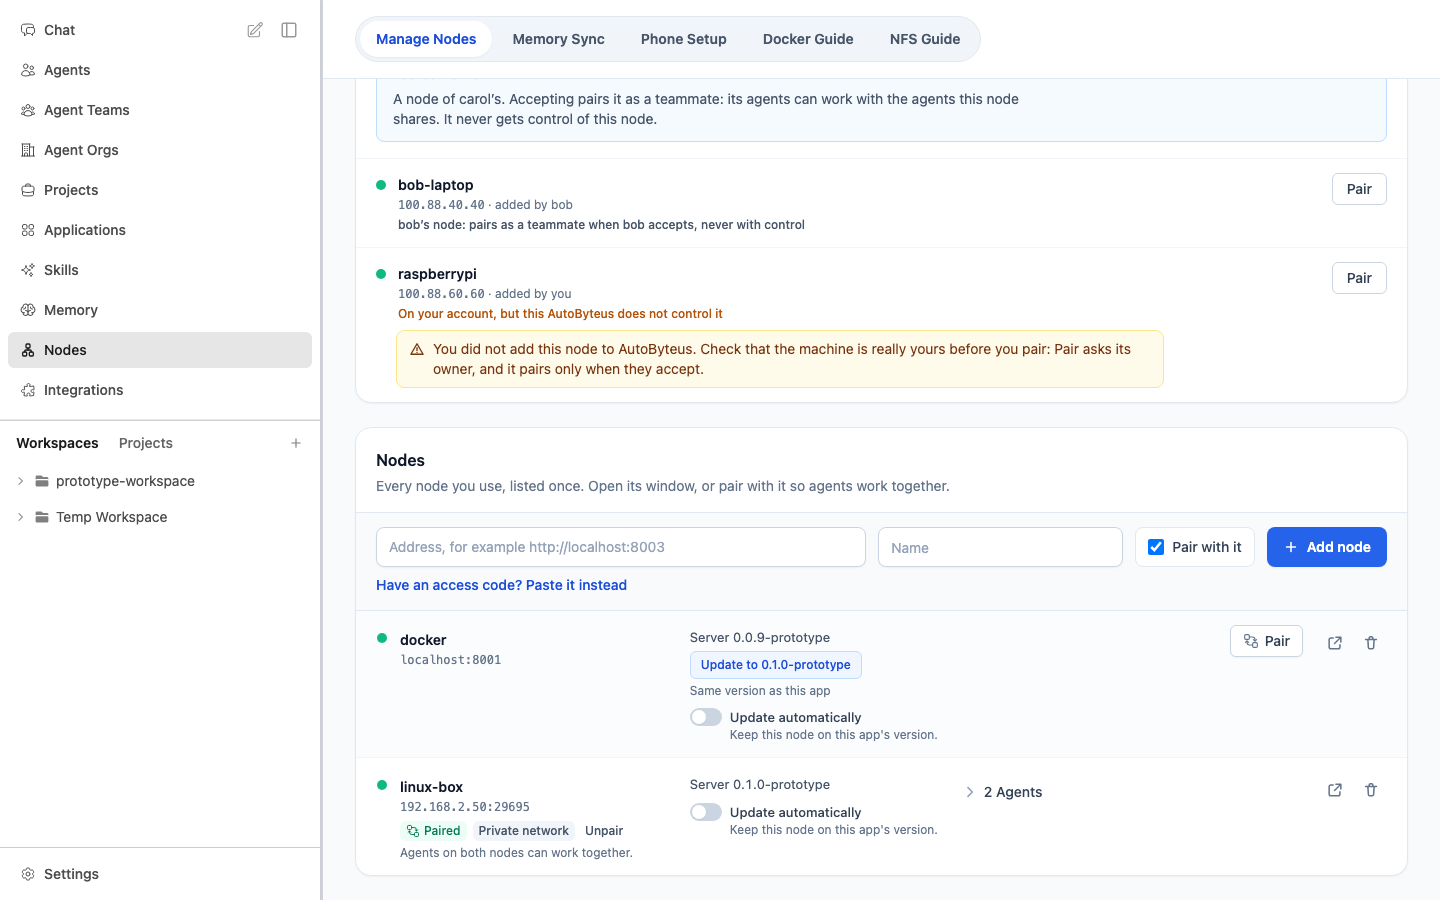 Chat
Agents
Agent Teams
Agent Orgs
Projects
Applications
Skills
Memory
Nodes
Integrations
Workspaces
Projects
prototype-workspace
Temp Workspace
Settings
Manage Nodes
Memory Sync
Phone Setup
Docker Guide
NFS Guide
A node of carol's. Accepting pairs it as a teammate: its agents can work with the agents this node
shares. It never gets control of this node.
bob-laptop
100.88.40.40 · added by bob
bob's node: pairs as a teammate when bob accepts, never with control
Pair
raspberrypi
100.88.60.60 · added by you
On your account, but this AutoByteus does not control it
Pair
You did not add this node to AutoByteus. Check that the machine is really yours before you pair: Pair asks its
owner, and it pairs only when they accept.
Nodes
Every node you use, listed once. Open its window, or pair with it so agents work together.
Address, for example http://localhost:8003
Name
Pair with it
Add node
Have an access code? Paste it instead
docker
localhost:8001
Server 0.0.9-prototype
Update to 0.1.0-prototype
Same version as this app
Update automatically
Keep this node on this app's version.
Pair
linux-box
192.168.2.50:29695
Paired
Private network
Unpair
Agents on both nodes can work together.
Server 0.1.0-prototype
Update automatically
Keep this node on this app's version.
2 Agents